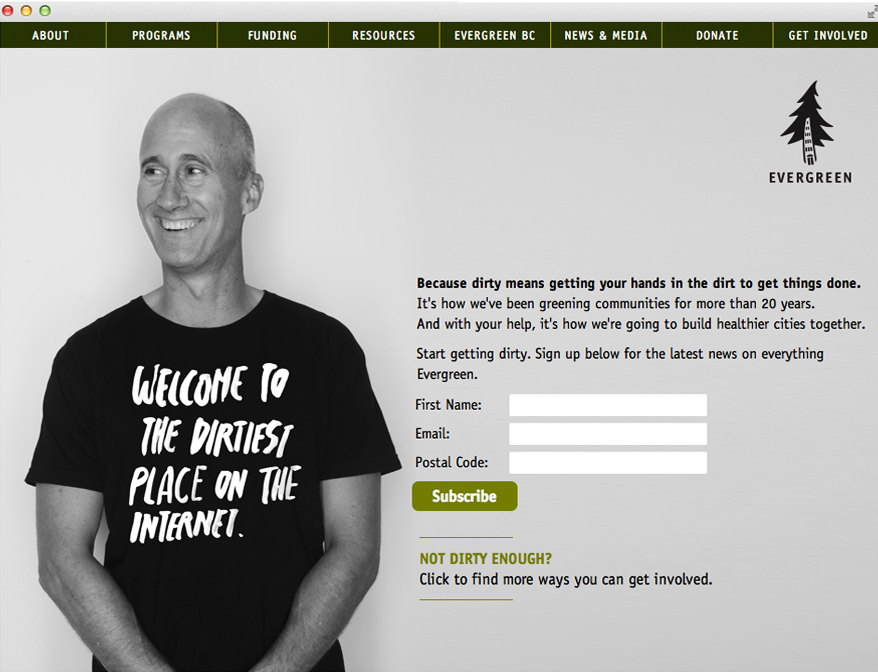 ABOUT PROGRAMS FUNDING RESOURCES EVERGREEN BC NEWS & MEDIA DONATE GET INVOLVED
EVERGREEN
WELCOME TO
THE DIRTIEST
PLACE ON THE
INTERNET.
Because dirty means getting your hands in the dirt to get things done.
It's how we've been greening communities for more than 20 years.
And with your help, it's how we're going to build healthier cities together.
Start getting dirty. Sign up below for the latest news on everything
Evergreen.
First Name:
Email:
Postal Code:
Subscribe
NOT DIRTY ENOUGH?
Click to find more ways you can get involved.